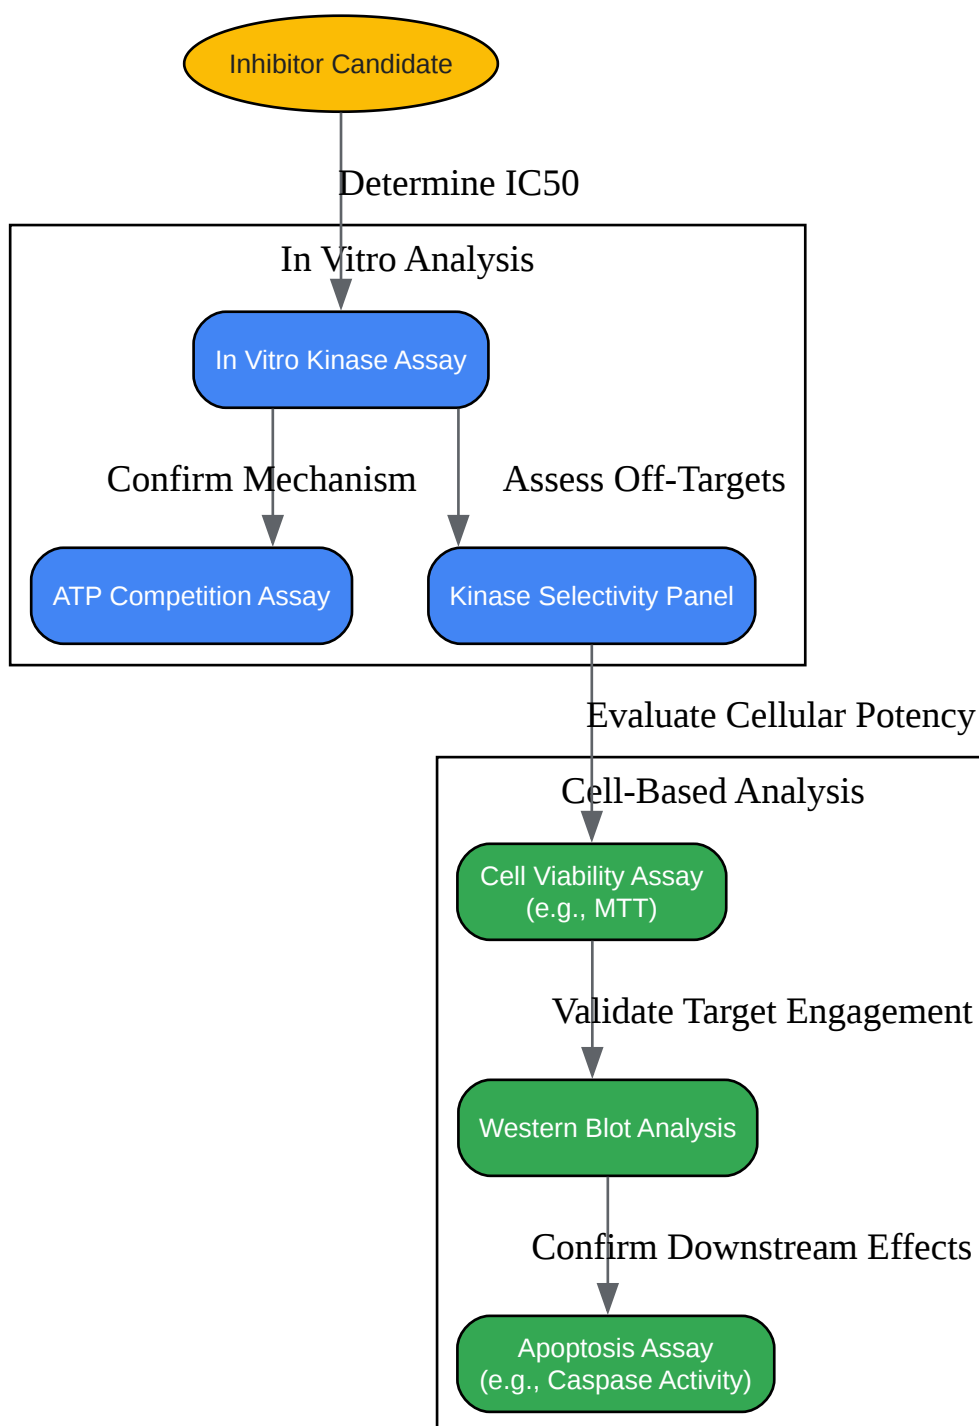 Inhibitor Candidate
Determine IC50
In Vitro Analysis
In Vitro Kinase Assay
Confirm Mechanism
Assess Off-Targets
ATP Competition Assay
Kinase Selectivity Panel
Evaluate Cellular Potency
Cell-Based Analysis
Cell Viability Assay
(e.g., MTT)
Validate Target Engagement
Western Blot Analysis
Confirm Downstream Effects
Apoptosis Assay
(e.g., Caspase Activity)